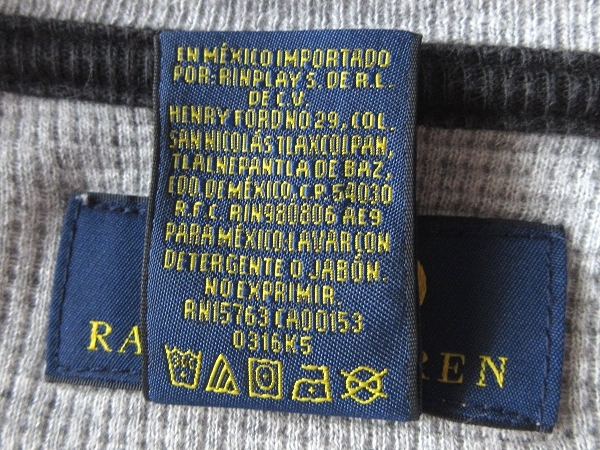 EN MÉXICO IMPORTADO
POR: RINPLAY S. DE R.L.
DE C.V.
HENRY FORD NO 29, COL.
SAN NICOLÁS TLAXCOLPAN,
TLALNEPANTLA DE BAZ,
EDO. DE MÉXICO, C.P. 54030
R.F.C. RIN980806 AE9
PARA MÉXICO: LAVAR CON
DETERGENTE O JABÓN.
NO EXPRIMIR.
RN15763 CA00153
0316K5
RA REN